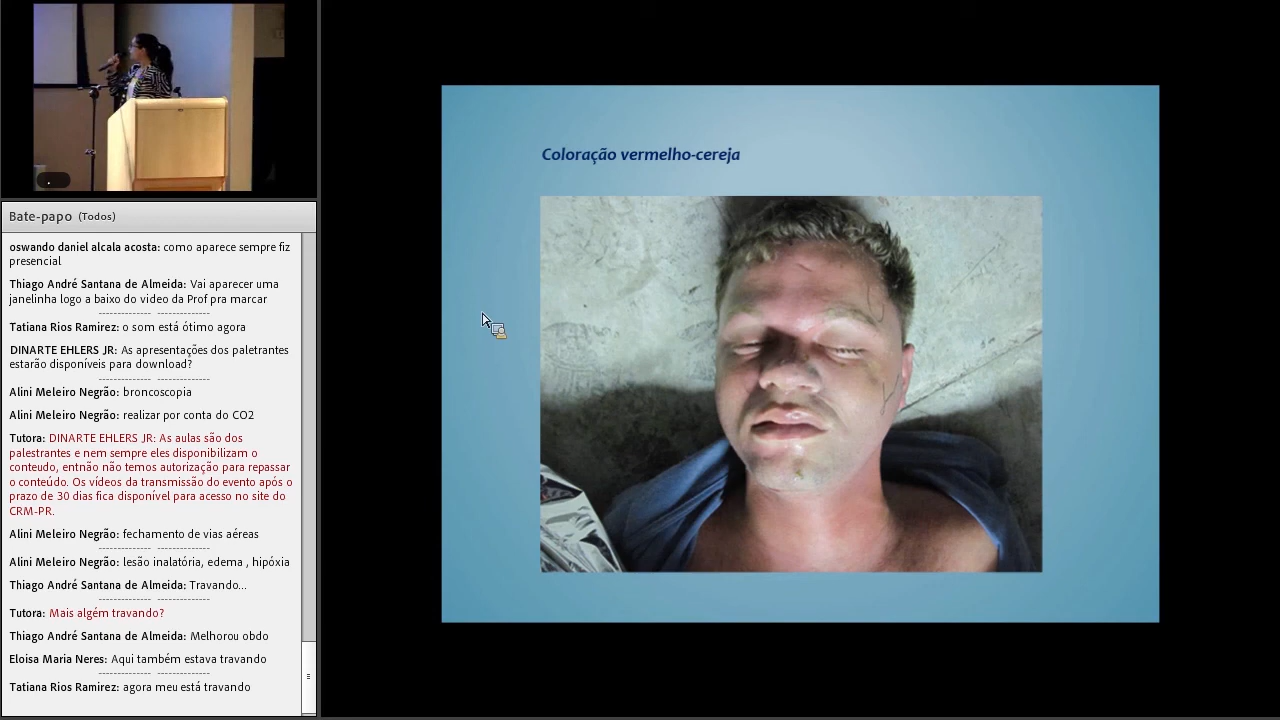 Bate-papo (Todos)
oswando daniel alcala acosta: como aparece sempre fiz
presencial
Thiago André Santana de Almeida: Vai aparecer uma
janelinha logo a baixo do video da Prof pra marcar
-------------- --------------
Tatiana Rios Ramirez: o som está ótimo agora
DINARTE EHLERS JR: As apresentações dos paletrantes
estarão disponíveis para download?
-------------- --------------
Alini Meleiro Negrão: broncoscopia
Alini Meleiro Negrão: realizar por conta do CO2
Tutora: DINARTE EHLERS JR: As aulas são dos
palestrantes e nem sempre eles disponibilizam o
conteudo, entnão não temos autorização para repassar
o conteúdo. Os vídeos da transmissão do evento após o
prazo de 30 dias fica disponível para acesso no site do
CRM-PR.
Alini Meleiro Negrão: fechamento de vias aéreas
-------------- --------------
Alini Meleiro Negrão: lesão inalatória, edema , hipóxia
Thiago André Santana de Almeida: Travando...
-------------- --------------
Tutora: Mais algém travando?
Thiago André Santana de Almeida: Melhorou obdo
Eloisa Maria Neres: Aqui também estava travando
-------------- --------------
Tatiana Rios Ramirez: agora meu está travando
Coloração vermelho-cereja